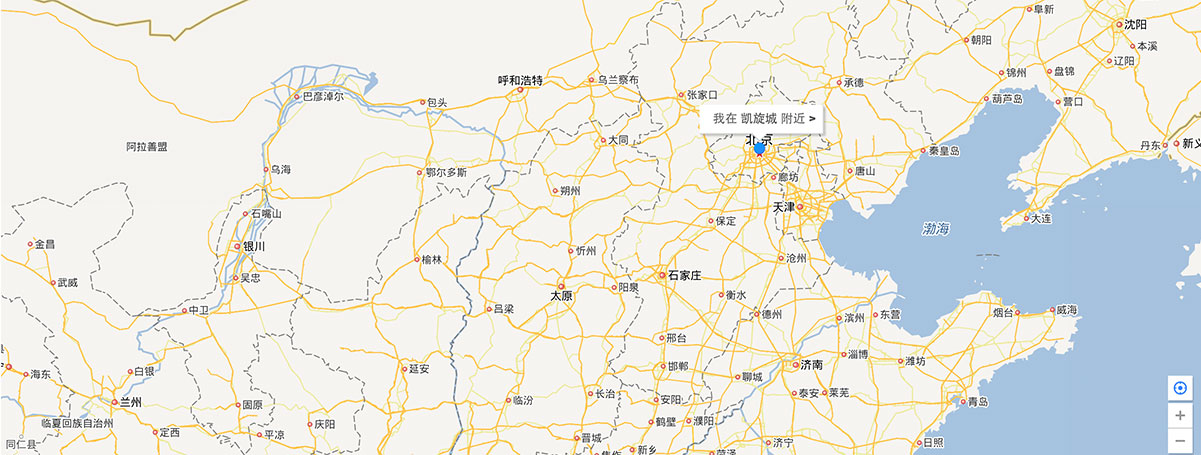 阜新
沈阳
朝阳
本溪
辽阳
锦州
盘锦
呼和浩特
乌兰察布
承德
巴彦淖尔
包头
张家口
葫芦岛
营口
我在 凯旋城 附近 >
北京
大同
阿拉善盟
丹东
新义
秦皇岛
乌海
鄂尔多斯
廊坊
唐山
朔州
石嘴山
天津
保定
大连
渤海
金昌
银川
忻州
榆林
沧州
石家庄
吴忠
武威
太原
阳泉
衡水
中卫
吕梁
德州
滨州
东营
烟台
威海
邢台
淄博
潍坊
济南
海东
白银
延安
邯郸
聊城
兰州
固原
临汾
长治
安阳
泰安
莱芜
青岛
临夏回族自治州
庆阳
鹤壁
濮阳
定西
平凉
晋城
同仁县
新乡
济宁
日照
焦作
菏泽
+
−